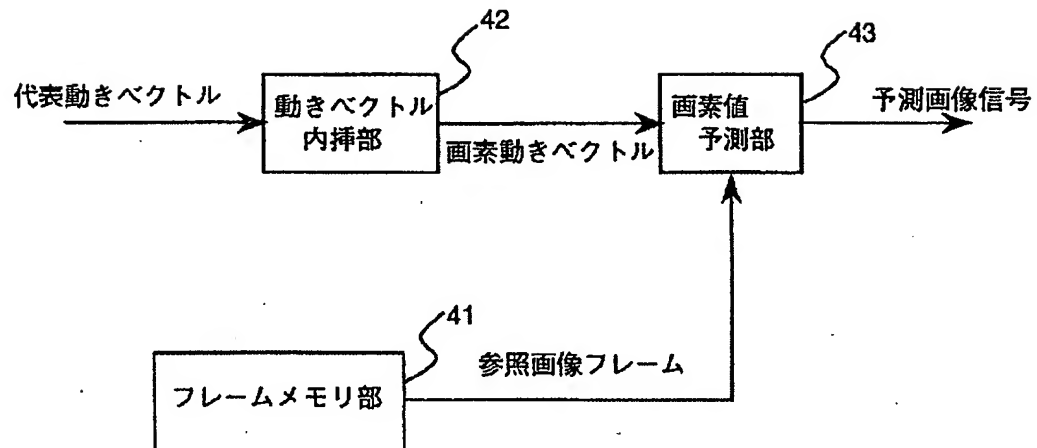 42
43
代表動きベクトル
動きベクトル
内挿部
画素動きベクトル
画素値
予測部
予測画像信号
41
フレームメモリ部
参照画像フレーム